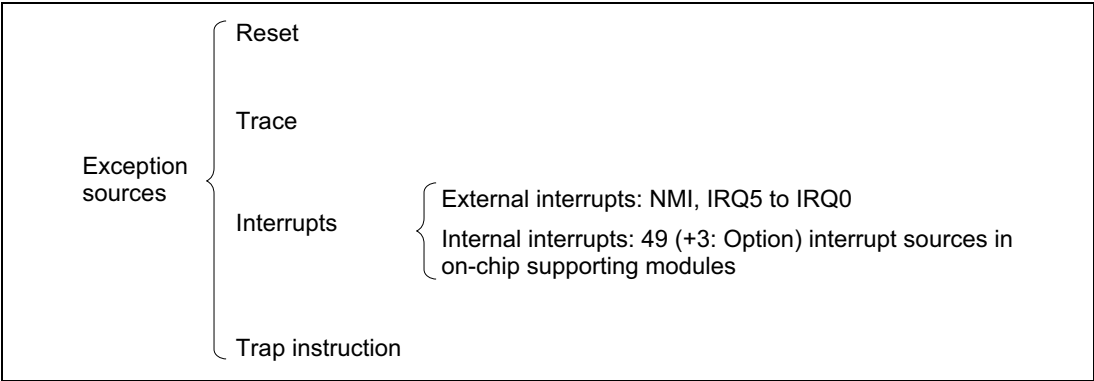 Reset
Trace
Exception
sources
Interrupts
External interrupts: NMI, IRQ5 to IRQ0
Internal interrupts: 49 (+3: Option) interrupt sources in
on-chip supporting modules
Trap instruction